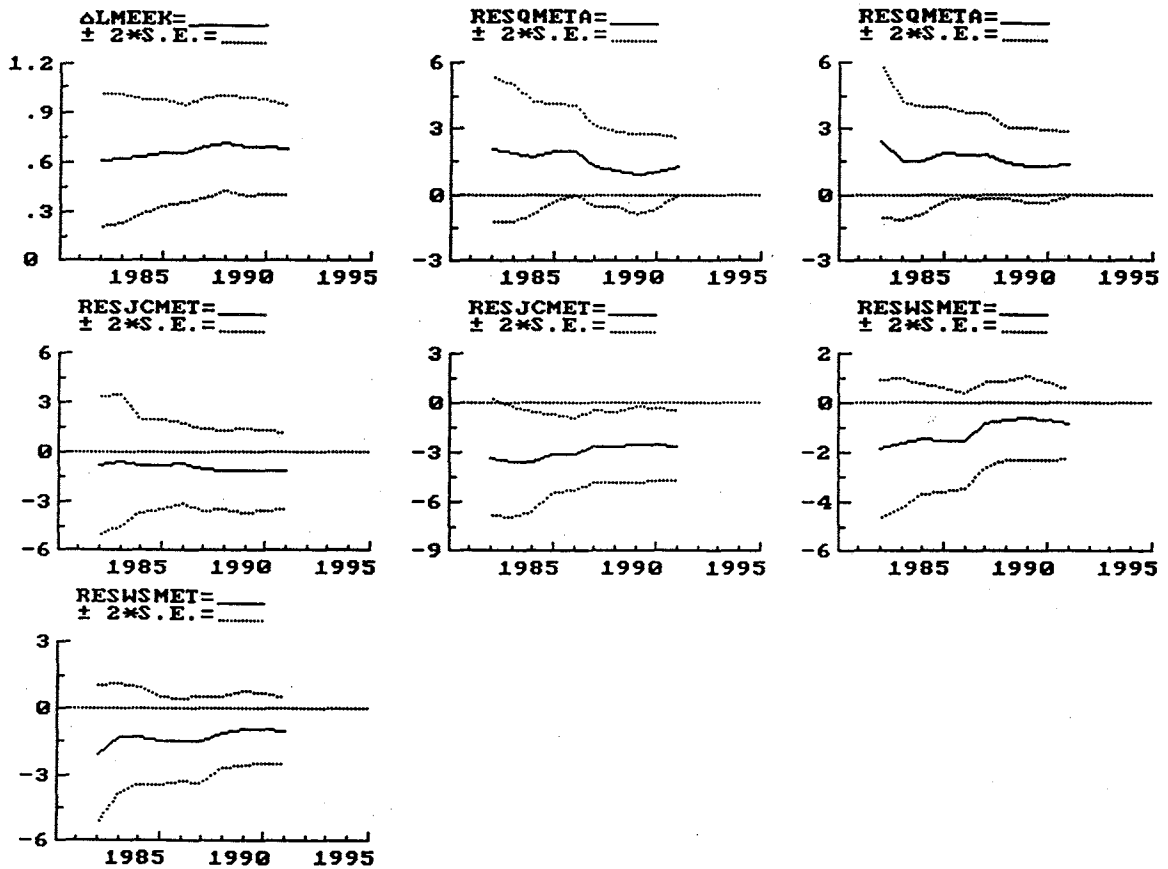 ΔLMEEK=
± 2*S.E.=
1.2
.9
.6
.3
0
1985 1990 1995
RESQMETA=
± 2*S.E.=
6
3
0
-3
1985 1990 1995
RESQMETA=
± 2*S.E.=
6
3
0
-3
1985 1990 1995
RESJCMET=
± 2*S.E.=
6
3
0
-3
-6
1985 1990 1995
RESJCMET=
± 2*S.E.=
3
0
-3
-6
-9
1985 1990 1995
RESWSMET=
± 2*S.E.=
2
0
-2
-4
-6
1985 1990 1995
RESWSMET=
± 2*S.E.=
3
0
-3
-6
1985 1990 1995